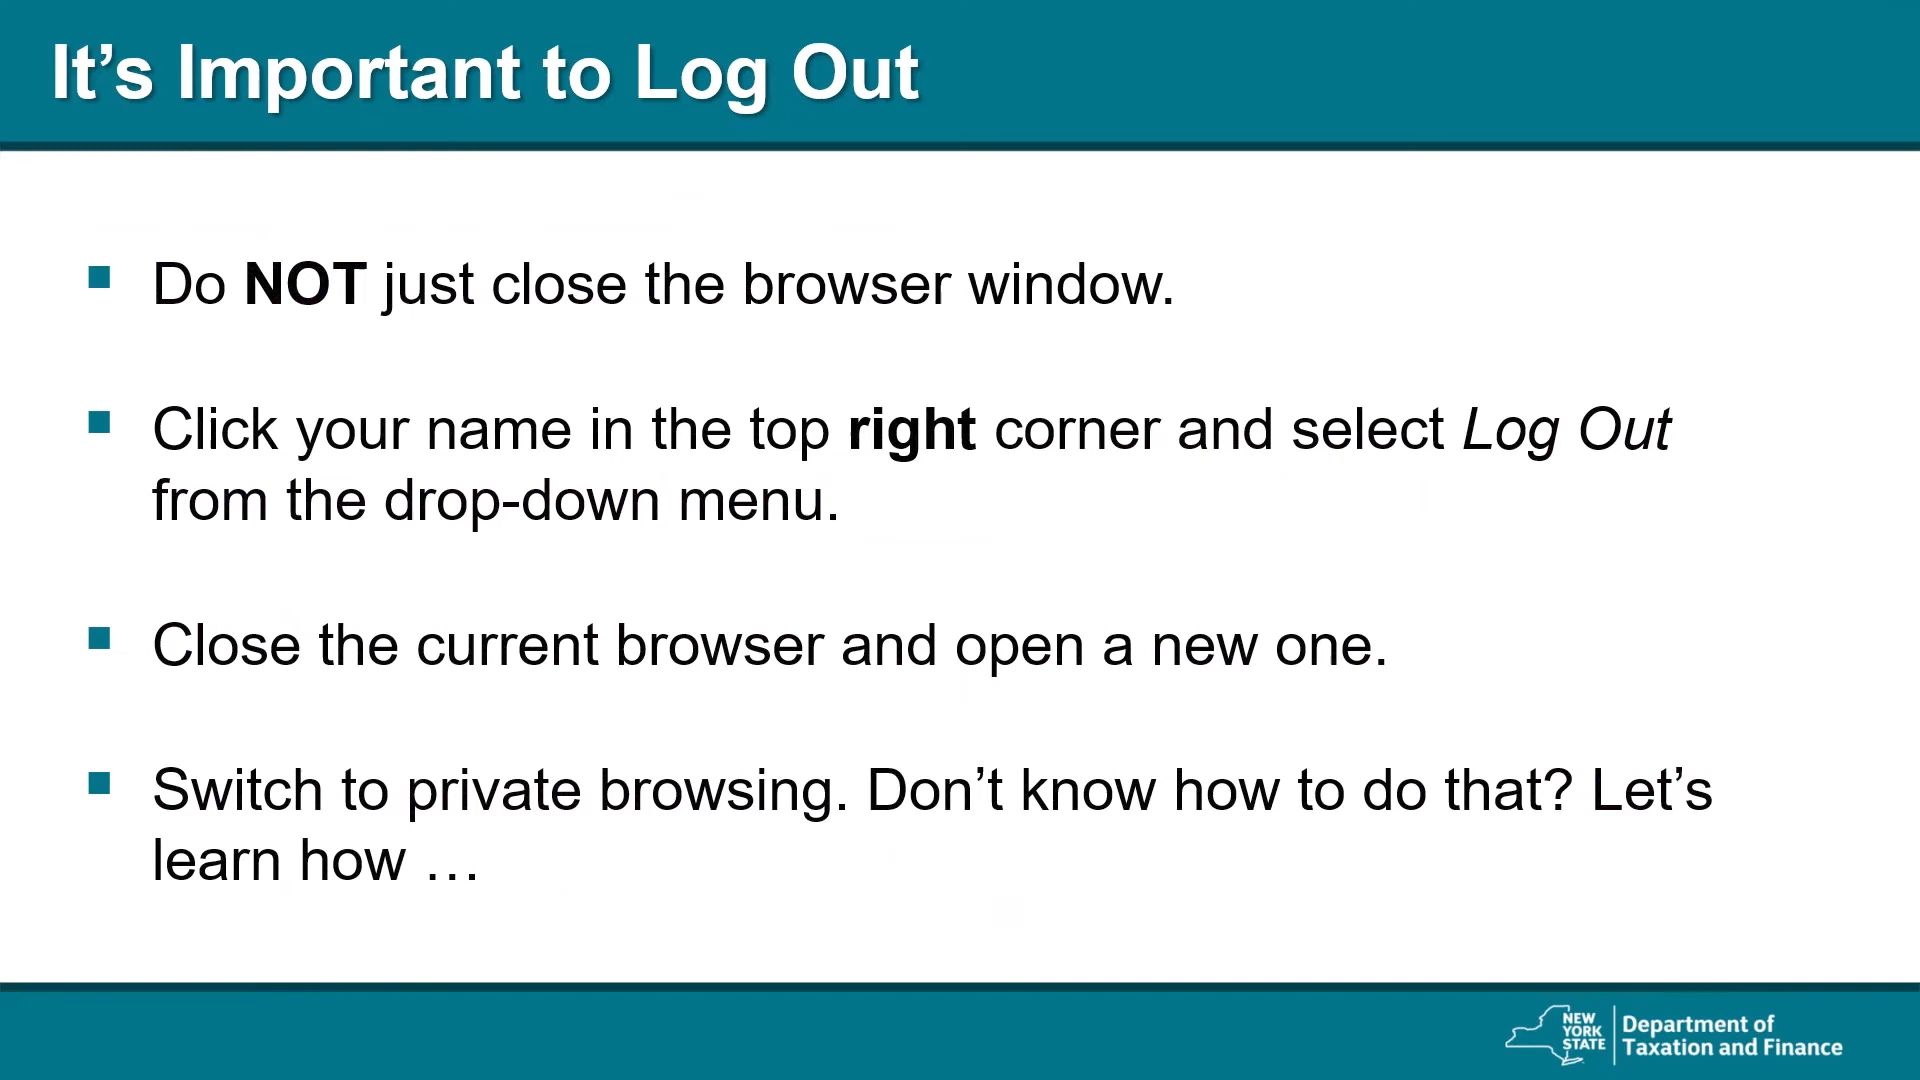 It’s Important to Log Out
Do NOT just close the browser window.
Click your name in the top right corner and select Log Out
from the drop-down menu.
Close the current browser and open a new one.
Switch to private browsing. Don’t know how to do that? Let’s
learn how …
NEW
YORK
STATE
Department of
Taxation and Finance